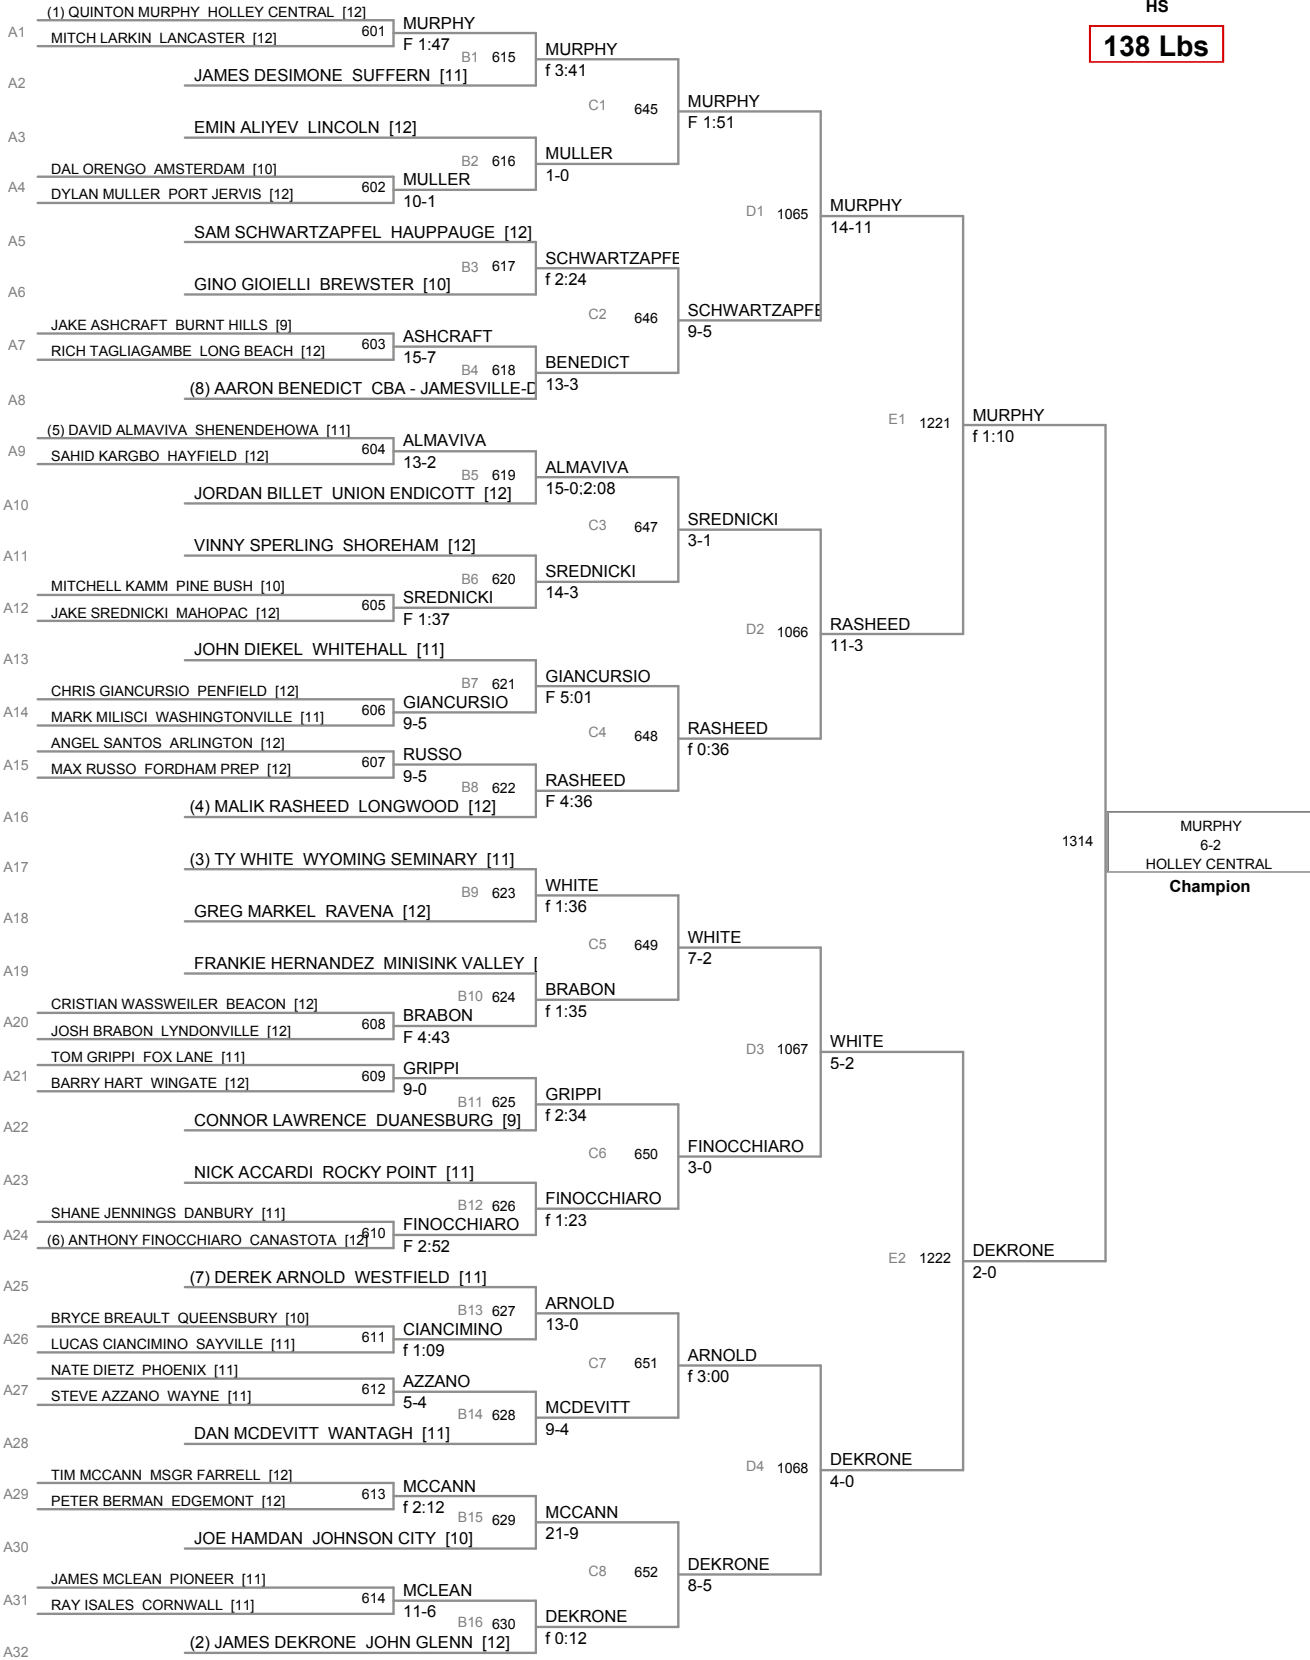 HS
138 Lbs
A1
(1) QUINTON MURPHY HOLLEY CENTRAL [12]
MITCH LARKIN LANCASTER [12]
601
MURPHY
F 1:47
B1 615
MURPHY
f 3:41
A2
JAMES DESIMONE SUFFERN [11]
C1 645
MURPHY
F 1:51
A3
EMIN ALIYEV LINCOLN [12]
B2 616
MULLER
1-0
A4
DAL ORENGO AMSTERDAM [10]
DYLAN MULLER PORT JERVIS [12]
602
MULLER
10-1
D1 1065
MURPHY
14-11
A5
SAM SCHWARTZAPFEL HAUPPAUGE [12]
B3 617
SCHWARTZAPFE
f 2:24
A6
GINO GIOIELLI BREWSTER [10]
C2 646
SCHWARTZAPFE
9-5
A7
JAKE ASHCRAFT BURNT HILLS [9]
RICH TAGLIAGAMBE LONG BEACH [12]
603
ASHCRAFT
15-7
B4 618
BENEDICT
13-3
A8
(8) AARON BENEDICT CBA - JAMESVILLE-D
E1 1221
MURPHY
f 1:10
A9
(5) DAVID ALMAVIVA SHENENDEHOWA [11]
SAHID KARGBO HAYFIELD [12]
604
ALMAVIVA
13-2
B5 619
ALMAVIVA
15-0:2:08
A10
JORDAN BILLET UNION ENDICOTT [12]
C3 647
SREDNICKI
3-1
A11
VINNY SPERLING SHOREHAM [12]
B6 620
SREDNICKI
14-3
A12
MITCHELL KAMM PINE BUSH [10]
JAKE SREDNICKI MAHOPAC [12]
605
SREDNICKI
F 1:37
D2 1066
RASHEED
11-3
A13
JOHN DIEKEL WHITEHALL [11]
B7 621
GIANCURSIO
F 5:01
A14
CHRIS GIANCURSIO PENFIELD [12]
MARK MILISCI WASHINGTONVILLE [11]
606
GIANCURSIO
9-5
C4 648
RASHEED
f 0:36
A15
ANGEL SANTOS ARLINGTON [12]
MAX RUSSO FORDHAM PREP [12]
607
RUSSO
9-5
B8 622
RASHEED
F 4:36
A16
(4) MALIK RASHEED LONGWOOD [12]
1314
MURPHY
6-2
HOLLEY CENTRAL
Champion
A17
(3) TY WHITE WYOMING SEMINARY [11]
B9 623
WHITE
f 1:36
A18
GREG MARKEL RAVENA [12]
C5 649
WHITE
7-2
A19
FRANKIE HERNANDEZ MINISINK VALLEY [
B10 624
BRABON
f 1:35
A20
CRISTIAN WASSWEILER BEACON [12]
JOSH BRABON LYNDONVILLE [12]
608
BRABON
F 4:43
D3 1067
WHITE
5-2
A21
TOM GRIPPI FOX LANE [11]
BARRY HART WINGATE [12]
609
GRIPPI
9-0
B11 625
GRIPPI
f 2:34
A22
CONNOR LAWRENCE DUANESBURG [9]
C6 650
FINOCCHIARO
3-0
A23
NICK ACCARDI ROCKY POINT [11]
B12 626
FINOCCHIARO
f 1:23
A24
SHANE JENNINGS DANBURY [11]
(6) ANTHONY FINOCCHIARO CANASTOTA [12]
610
FINOCCHIARO
F 2:52
E2 1222
DEKRONE
2-0
A25
(7) DEREK ARNOLD WESTFIELD [11]
B13 627
ARNOLD
13-0
A26
BRYCE BREAULT QUEENSBURY [10]
LUCAS CIANCIMINO SAYVILLE [11]
611
CIANCIMINO
f 1:09
C7 651
ARNOLD
f 3:00
A27
NATE DIETZ PHOENIX [11]
STEVE AZZANO WAYNE [11]
612
AZZANO
5-4
B14 628
MCDEVITT
9-4
A28
DAN MCDEVITT WANTAGH [11]
D4 1068
DEKRONE
4-0
A29
TIM MCCANN MSGR FARRELL [12]
PETER BERMAN EDGEMONT [12]
613
MCCANN
f 2:12
B15 629
MCCANN
21-9
A30
JOE HAMDAN JOHNSON CITY [10]
C8 652
DEKRONE
8-5
A31
JAMES MCLEAN PIONEER [11]
RAY ISALES CORNWALL [11]
614
MCLEAN
11-6
B16 630
DEKRONE
f 0:12
A32
(2) JAMES DEKRONE JOHN GLENN [12]